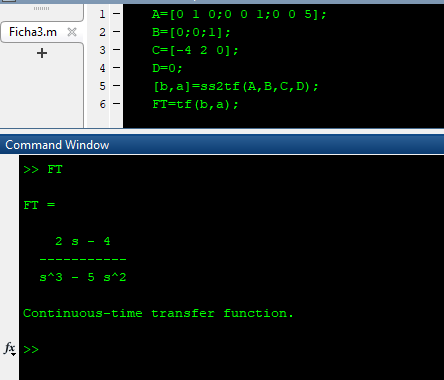 Ficha3.m
1 – A=[0 1 0;0 0 1;0 0 5];
2 – B=[0;0;1];
3 – C=[-4 2 0];
4 – D=0;
5 – [b,a]=ss2tf(A,B,C,D);
6 – FT=tf(b,a);
Command Window
>> FT
FT =
2 s - 4
-----------
s^3 - 5 s^2
Continuous-time transfer function.
fx >>